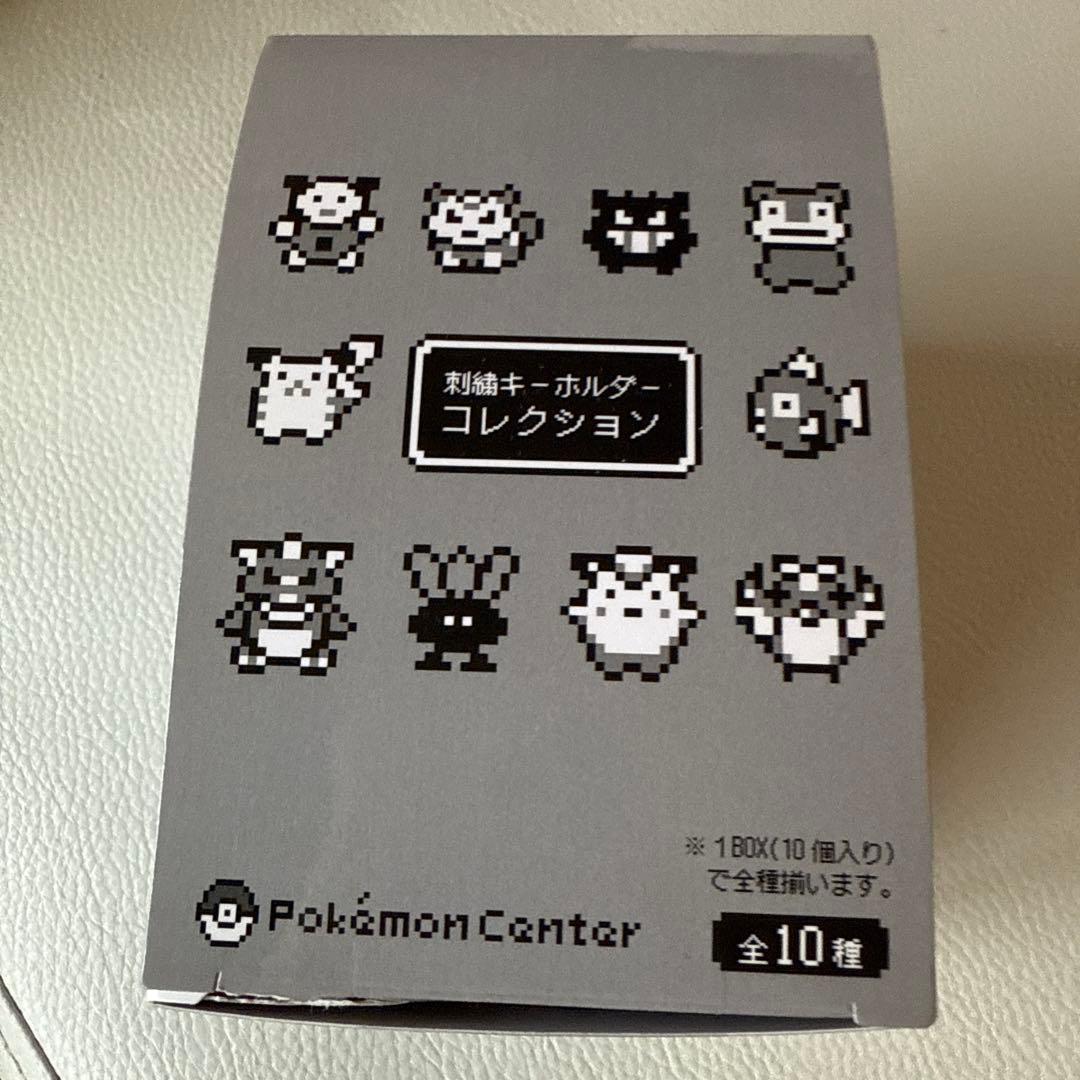 刺繍キーホルダー
コレクション
※1BOX(10個入り)
で全種揃います。
Pokémon Center
全10種